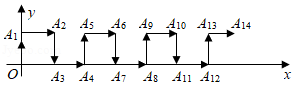 y
A₁ A₂ A₅ A₆ A₉ A₁₀ A₁₃ A₁₄
O A₃ A₄ A₇ A₈ A₁₁ A₁₂ x